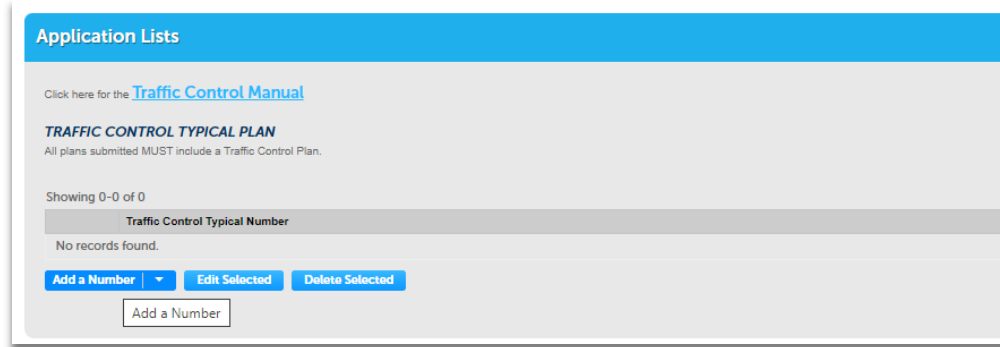 Application Lists
Click here for the Traffic Control Manual
TRAFFIC CONTROL TYPICAL PLAN
All plans submitted MUST include a Traffic Control Plan.
Showing 0-0 of 0
Traffic Control Typical Number
No records found.
Add a Number Edit Selected Delete Selected
Add a Number